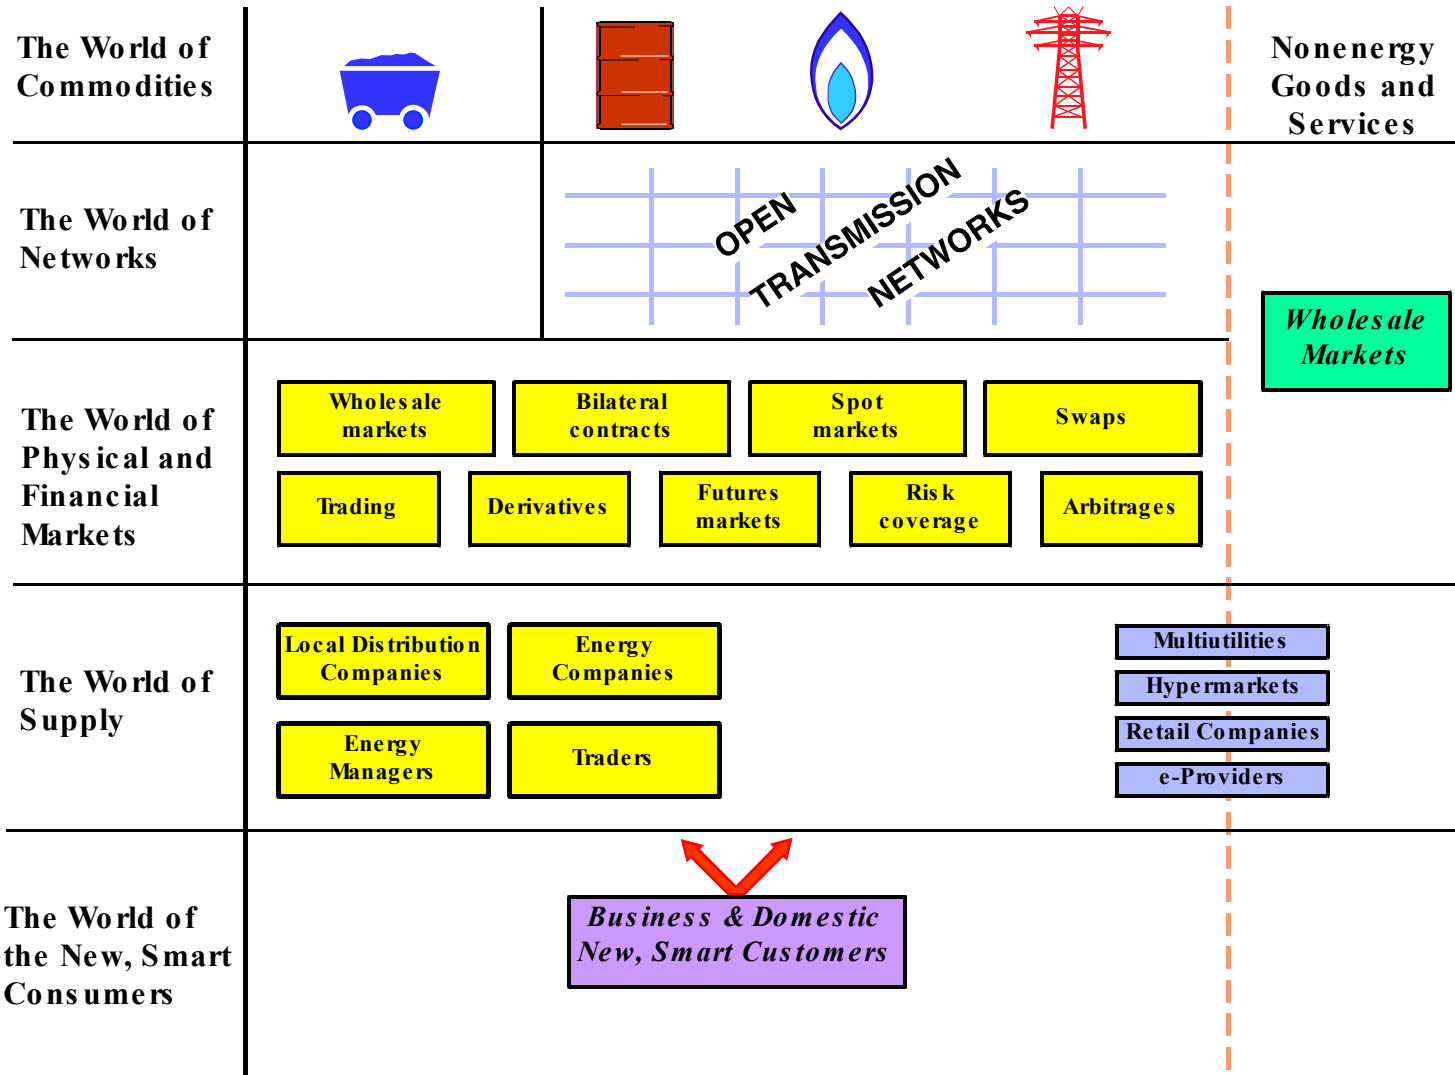 The World of
Commodities
Nonenergy
Goods and
Services
The World of
Networks
OPEN
TRANSMISSION
NETWORKS
Wholesale
Markets
The World of
Physical and
Financial
Markets
Wholesale
markets
Bilateral
contracts
Spot
markets
Swaps
Trading
Derivatives
Futures
markets
Risk
coverage
Arbitrages
The World of
Supply
Local Distribution
Companies
Energy
Companies
Energy
Managers
Traders
Multiutilities
Hypermarkets
Retail Companies
e-Providers
The World of
the New, Smart
Consumers
Business & Domestic
New, Smart Customers